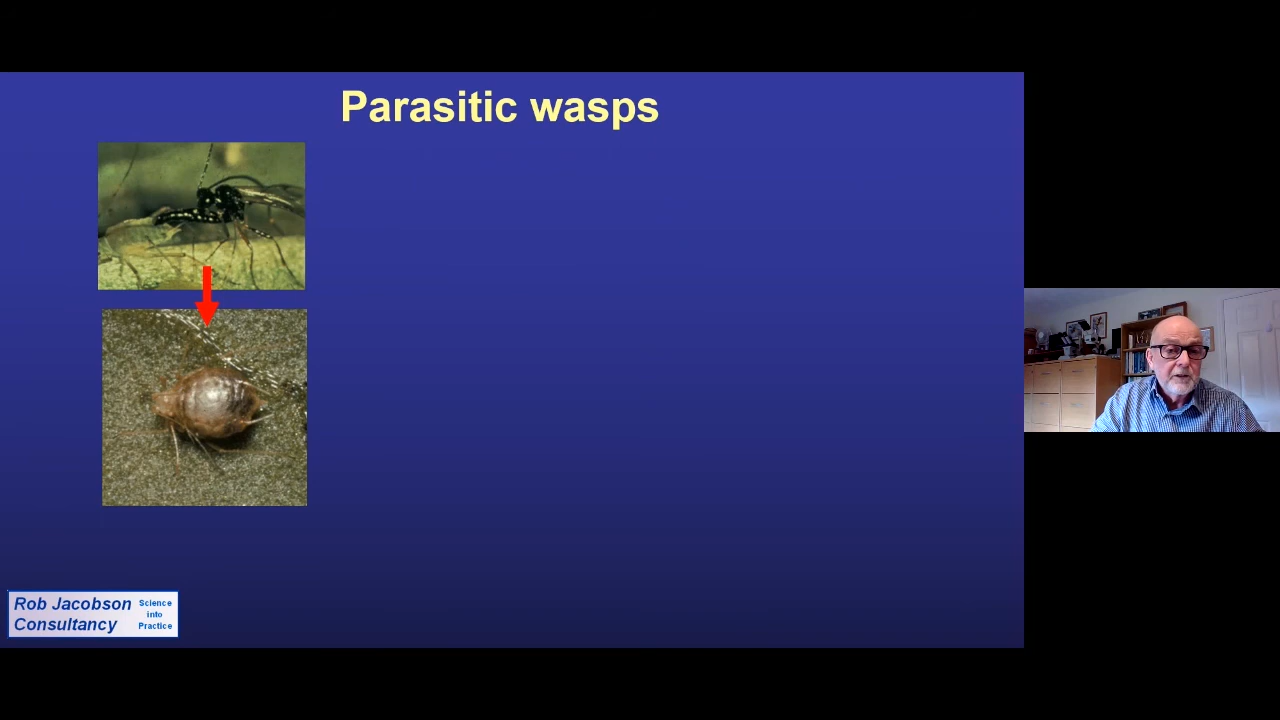 Parasitic wasps
Rob Jacobson
Consultancy
Science
into
Practice